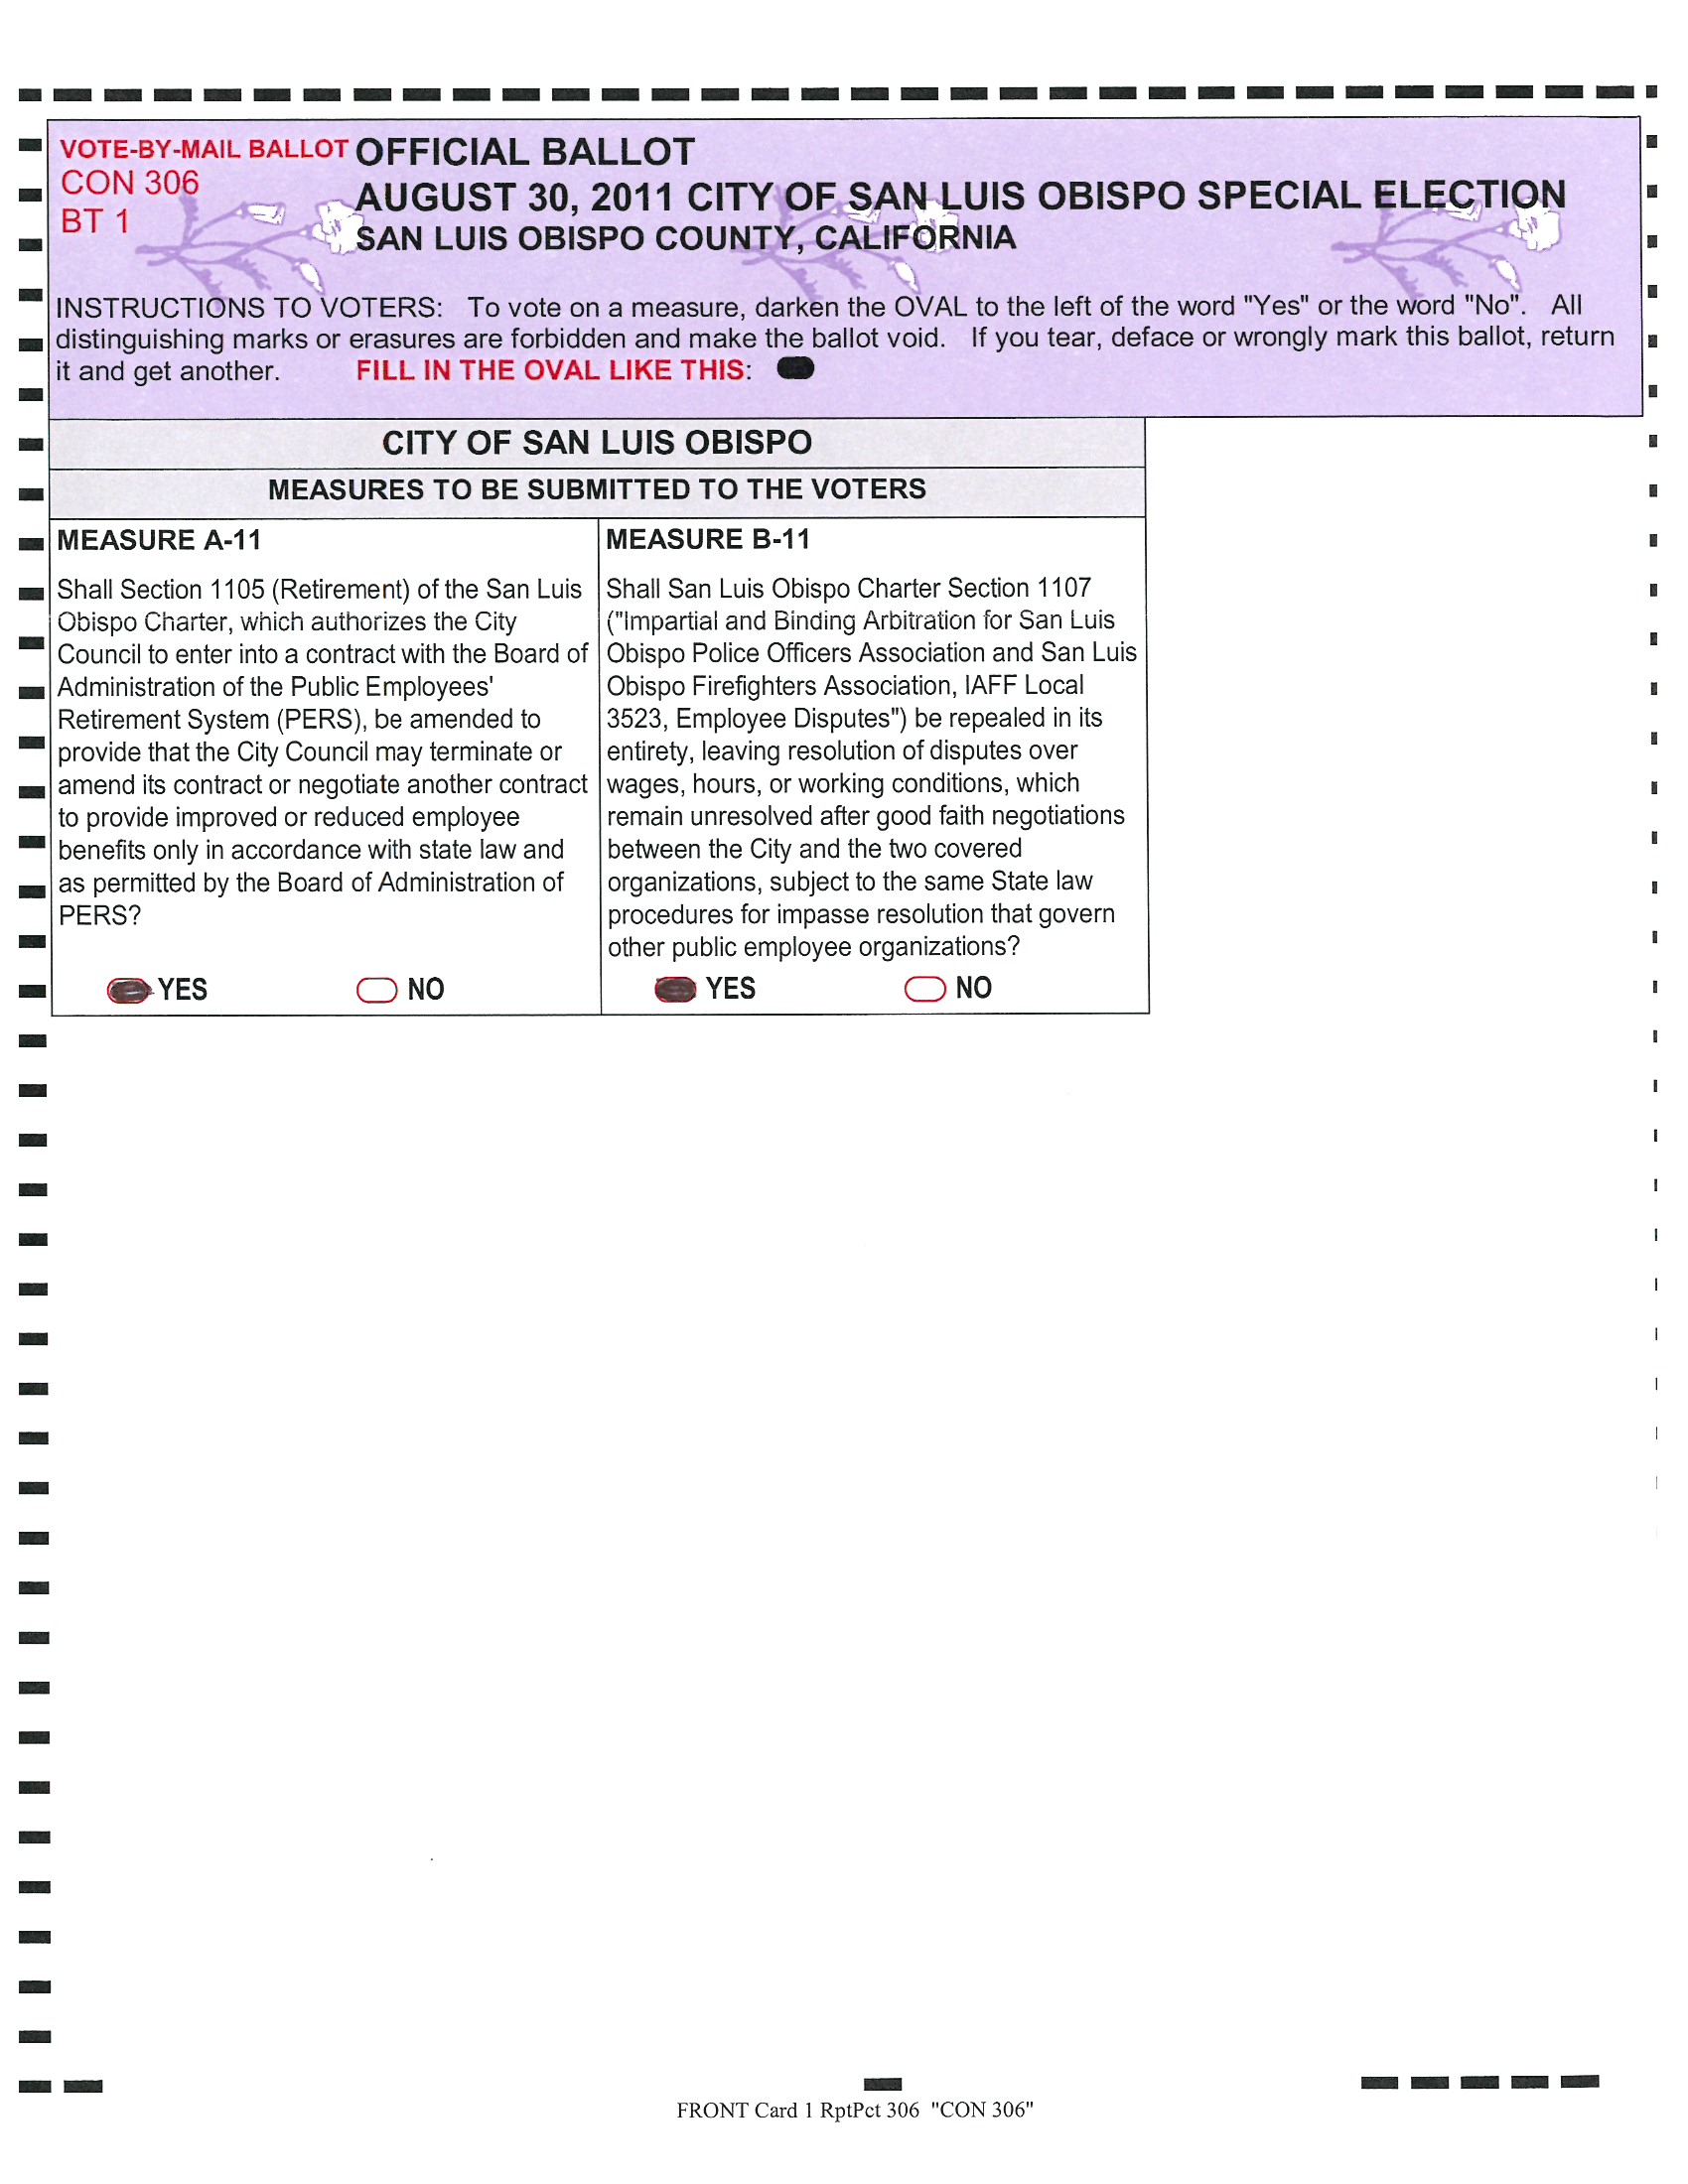 VOTE-BY-MAIL BALLOT OFFICIAL BALLOT
CON 306
AUGUST 30, 2011 CITY OF SAN LUIS OBISPO SPECIAL ELECTION
BT 1
SAN LUIS OBISPO COUNTY, CALIFORNIA
INSTRUCTIONS TO VOTERS: To vote on a measure, darken the OVAL to the left of the word "Yes" or the word "No". All
distinguishing marks or erasures are forbidden and make the ballot void. If you tear, deface or wrongly mark this ballot, return
it and get another. FILL IN THE OVAL LIKE THIS:
CITY OF SAN LUIS OBISPO
MEASURES TO BE SUBMITTED TO THE VOTERS
MEASURE A-11
Shall Section 1105 (Retirement) of the San Luis
Obispo Charter, which authorizes the City
Council to enter into a contract with the Board of
Administration of the Public Employees'
Retirement System (PERS), be amended to
provide that the City Council may terminate or
amend its contract or negotiate another contract
to provide improved or reduced employee
benefits only in accordance with state law and
as permitted by the Board of Administration of
PERS?
YES NO
MEASURE B-11
Shall San Luis Obispo Charter Section 1107
("Impartial and Binding Arbitration for San Luis
Obispo Police Officers Association and San Luis
Obispo Firefighters Association, IAFF Local
3523, Employee Disputes") be repealed in its
entirety, leaving resolution of disputes over
wages, hours, or working conditions, which
remain unresolved after good faith negotiations
between the City and the two covered
organizations, subject to the same State law
procedures for impasse resolution that govern
other public employee organizations?
YES NO
FRONT Card 1 RptPct 306 "CON 306"